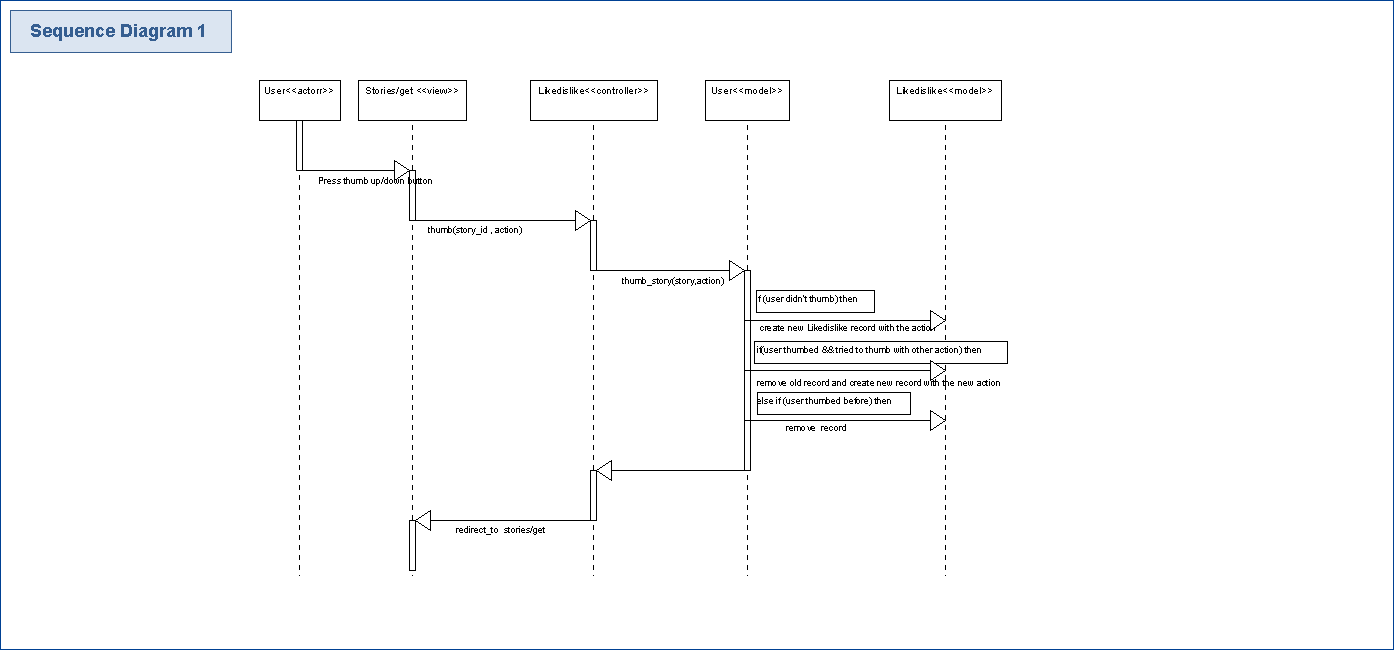 Sequence Diagram 1
User<<actorr>>
Stories/get <<view>>
Likedislike<<controller>>
User<<model>>
Likedislike<<model>>
Press thumb up/down button
thumb(story_id , action)
thumb_story(story,action)
if (user didn't thumb) then
create new Likedislike record with the action
if(user thumbed && tried to thumb with other action) then
remove old record and create new record with the new action
else if (user thumbed before) then
remove record
redirect_to stories/get